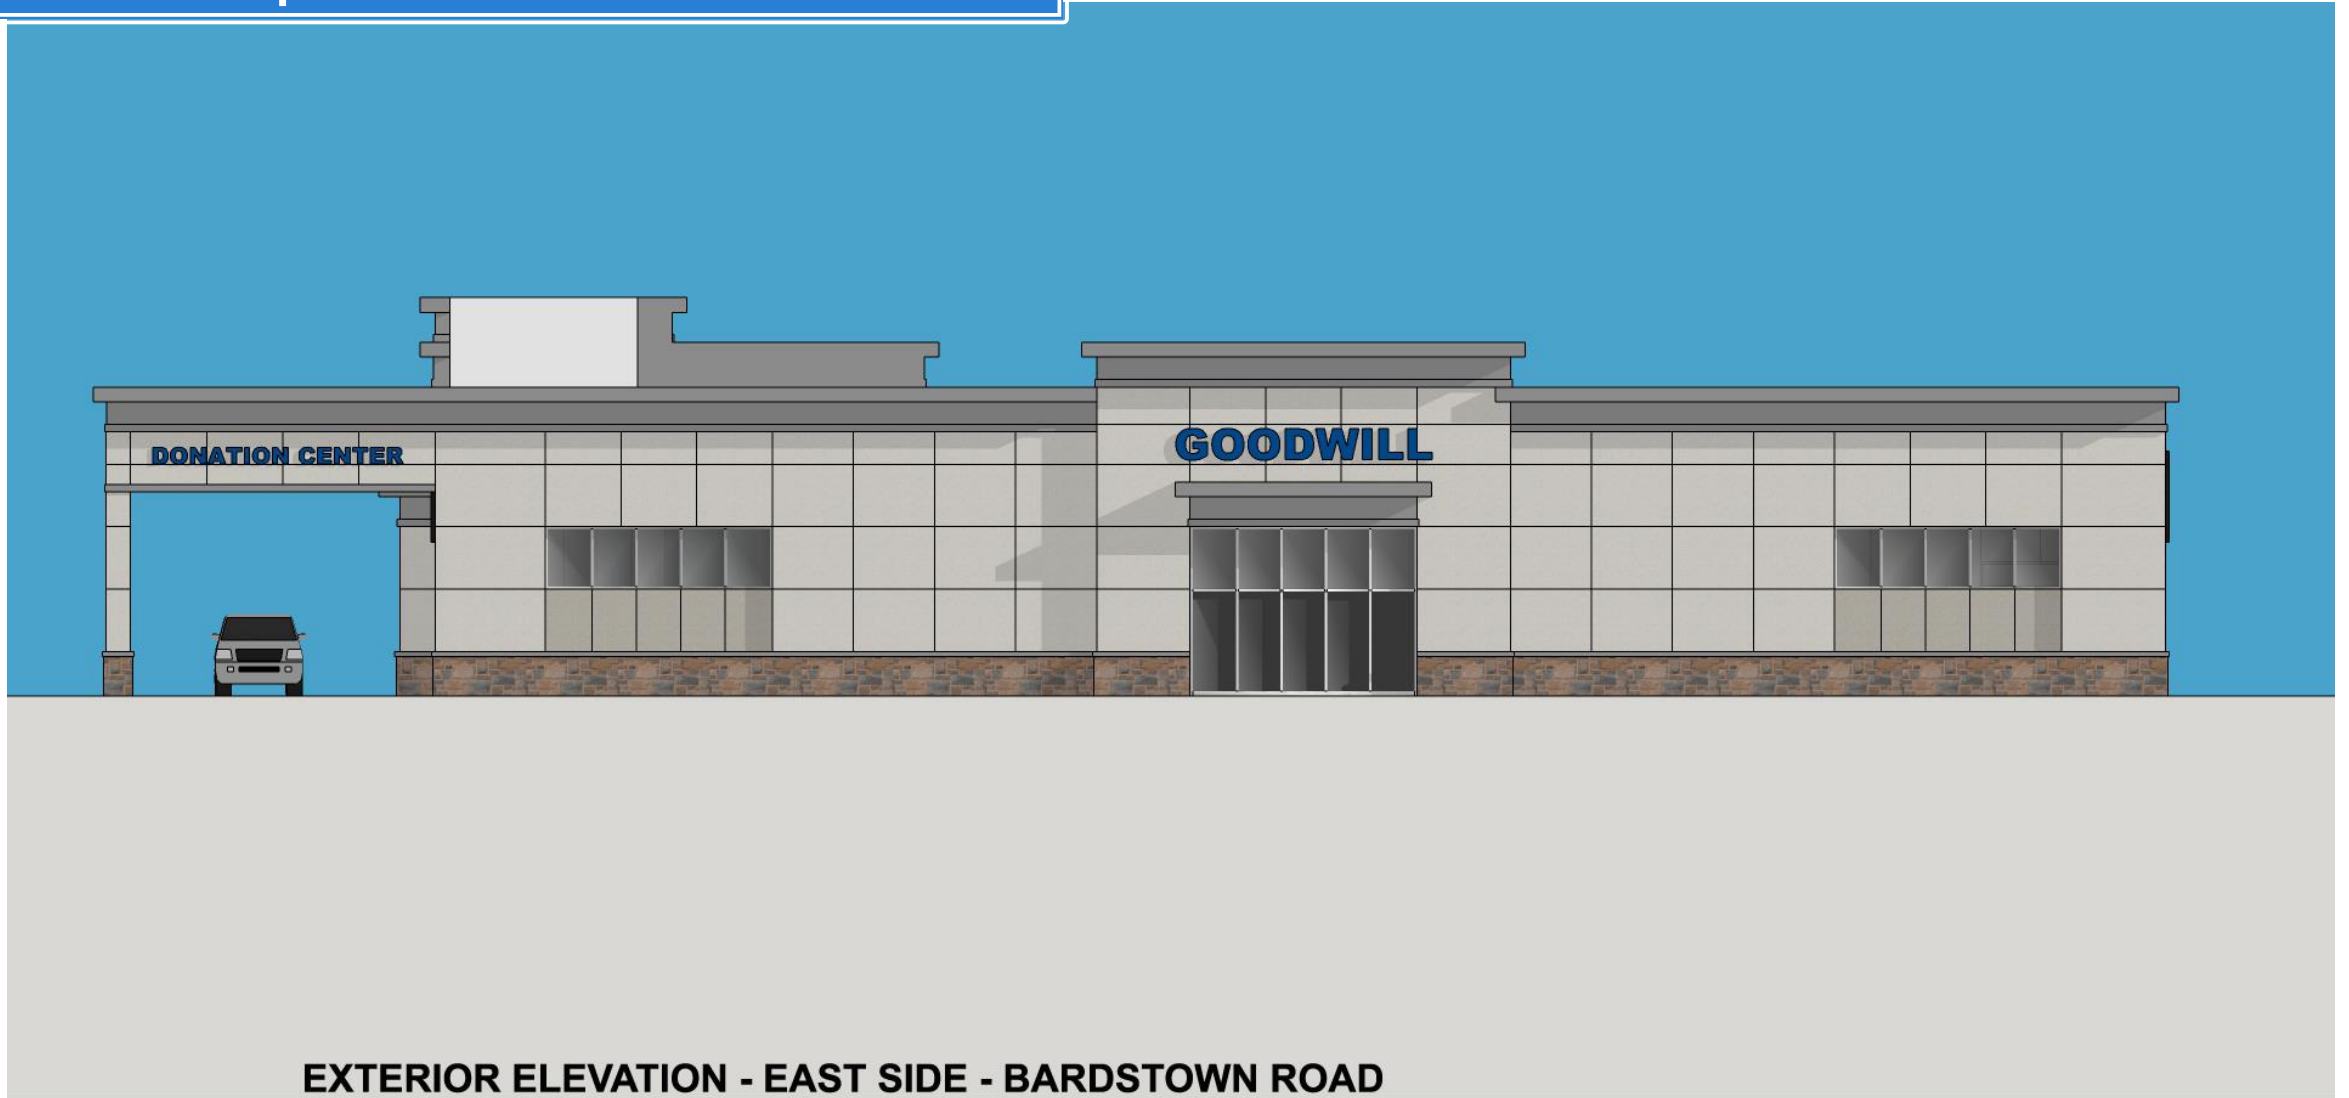 DONATION CENTER
GOODWILL
EXTERIOR ELEVATION - EAST SIDE - BARDSTOWN ROAD